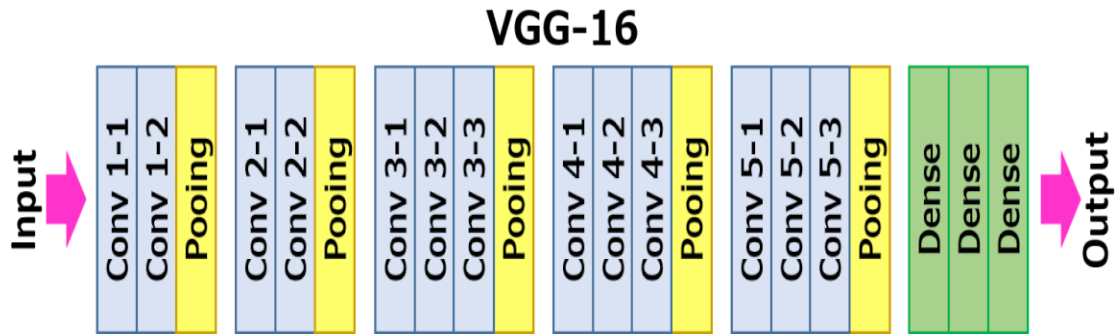 VGG-16
Input
Conv 1-1
Conv 1-2
Pooing
Conv 2-1
Conv 2-2
Pooing
Conv 3-1
Conv 3-2
Conv 3-3
Pooing
Conv 4-1
Conv 4-2
Conv 4-3
Pooing
Conv 5-1
Conv 5-2
Conv 5-3
Pooing
Dense
Dense
Dense
Output